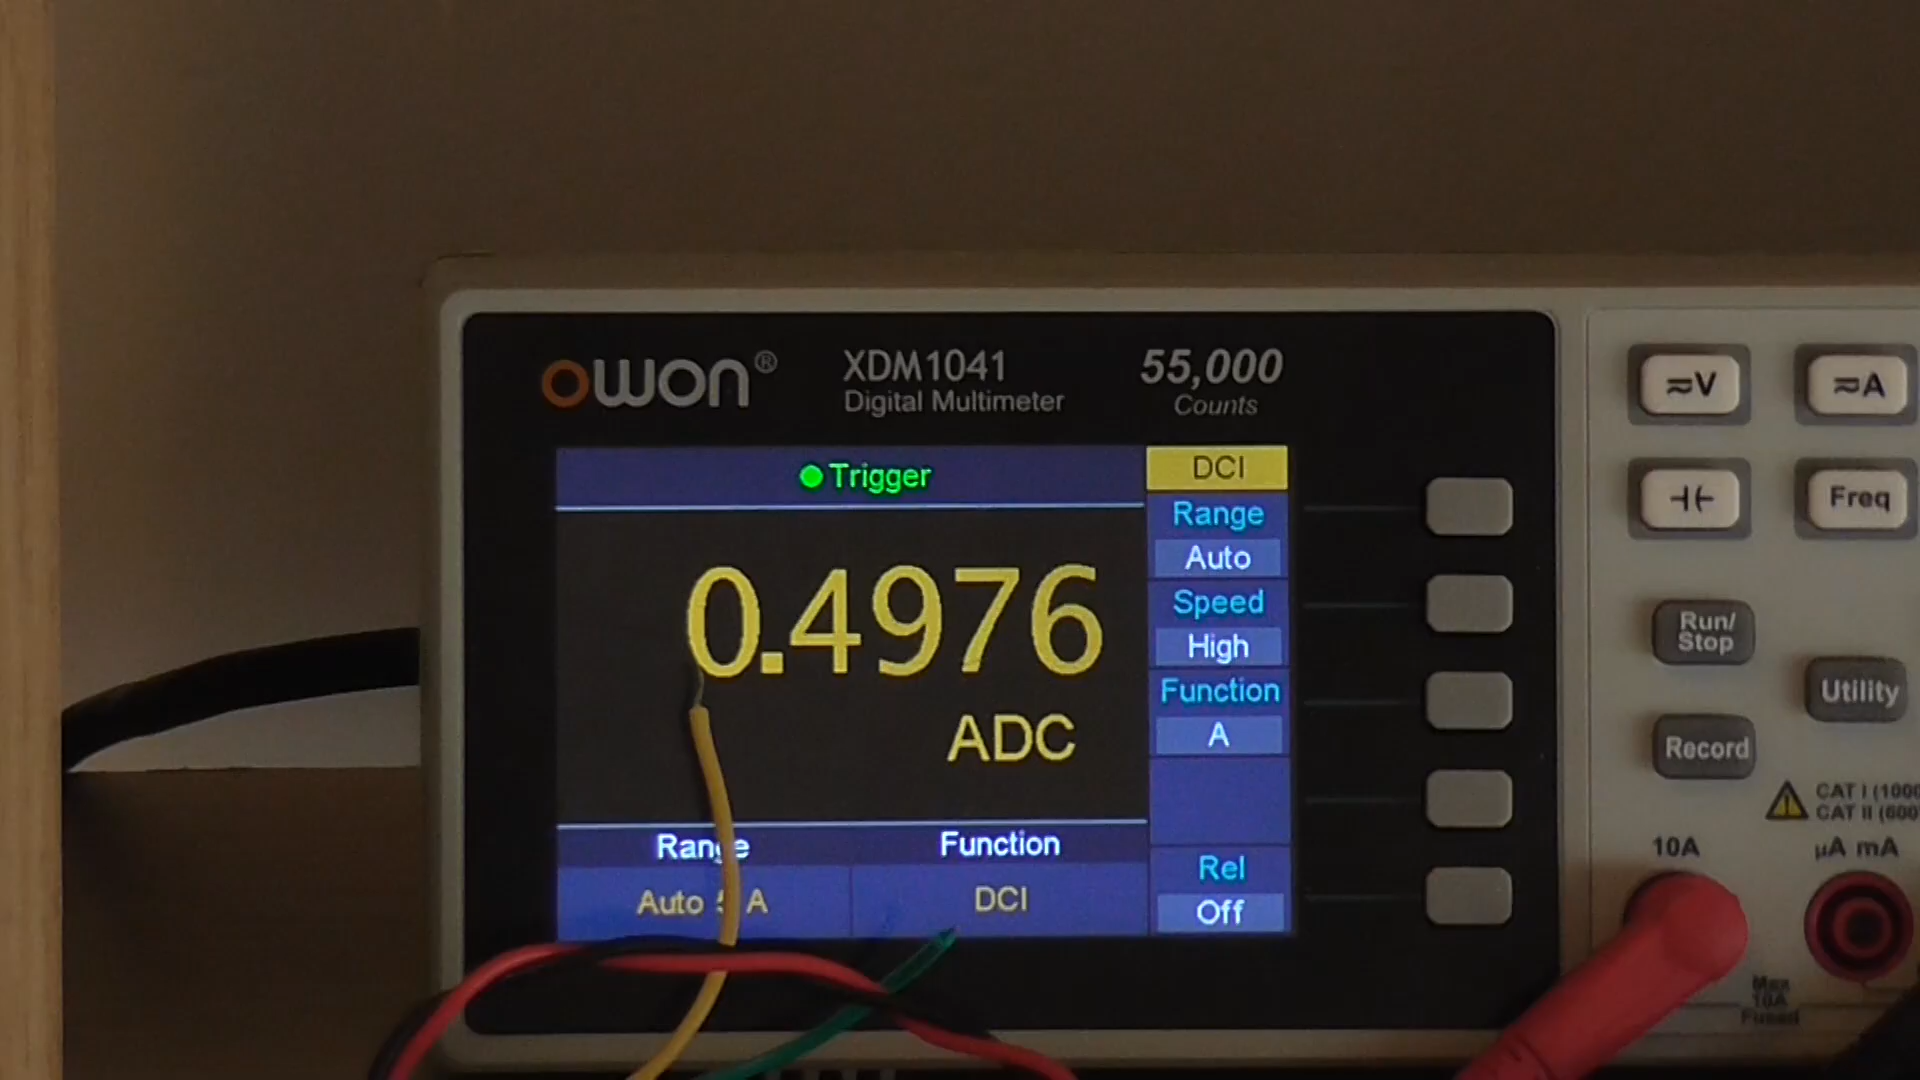 owon®
XDM1041
Digital Multimeter
55,000
Counts
Trigger
0.4976
ADC
Range
Function
Auto 5 A
DCI
DCI
Range
Auto
Speed
High
Function
A
Rel
Off
V
A
Freq
Run/
Stop
Utility
Record
CAT I (1000
CAT II (600
10A
µA mA
Max
10A
Fused